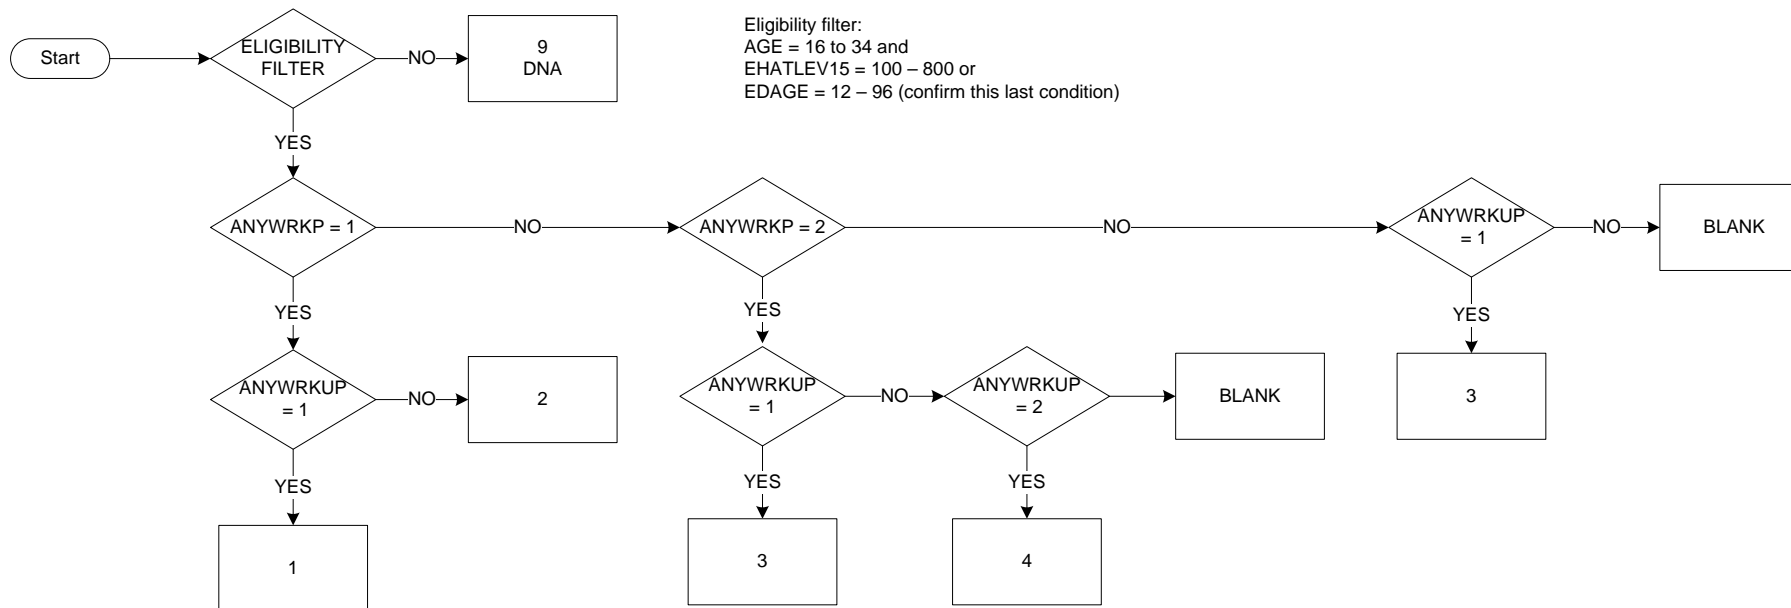 Start
ELIGIBILITY
FILTER
NO
9
DNA
Eligibility filter:
AGE = 16 to 34 and
EHATLEV15 = 100 – 800 or
EDAGE = 12 – 96 (confirm this last condition)
YES
ANYWRKP = 1
NO
ANYWRKP = 2
NO
ANYWRKUP
= 1
NO
BLANK
YES
YES
YES
ANYWRKUP
= 1
NO
2
ANYWRKUP
= 1
NO
ANYWRKUP
= 2
BLANK
3
YES
YES
YES
1
3
4